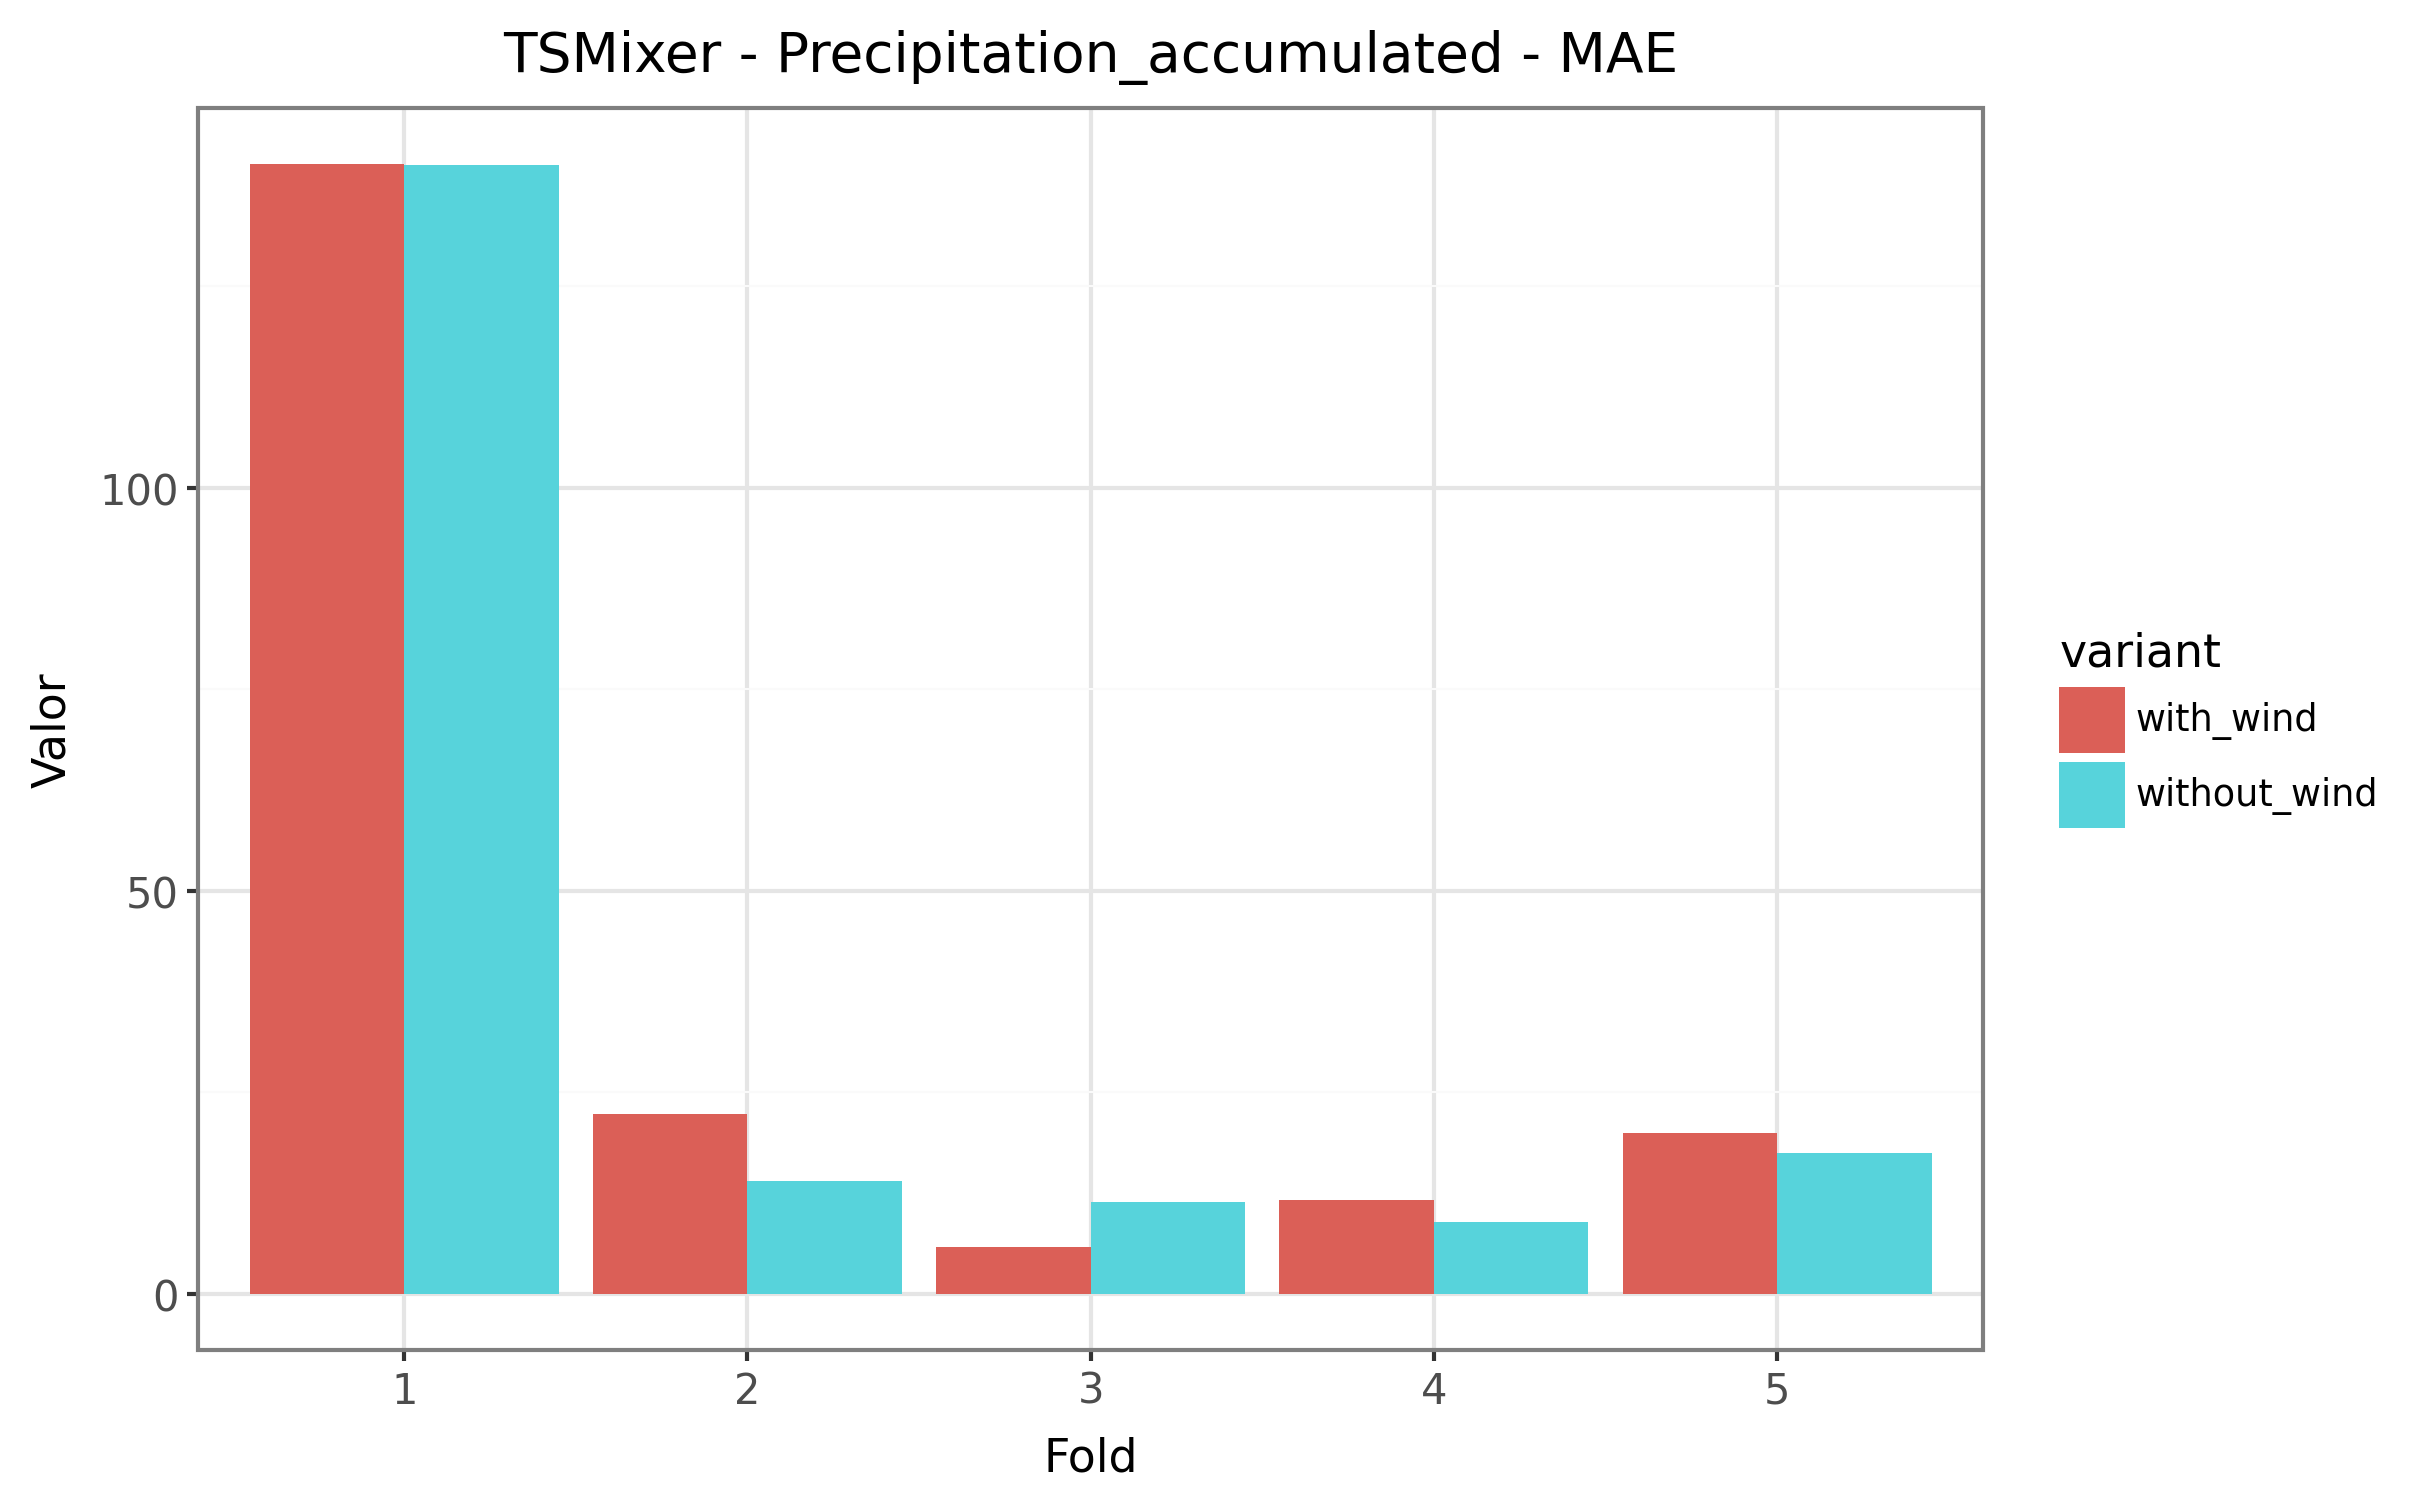 TSMixer - Precipitation_accumulated - MAE
Valor
100
50
0
1 2 3 4 5
Fold
variant
with_wind
without_wind